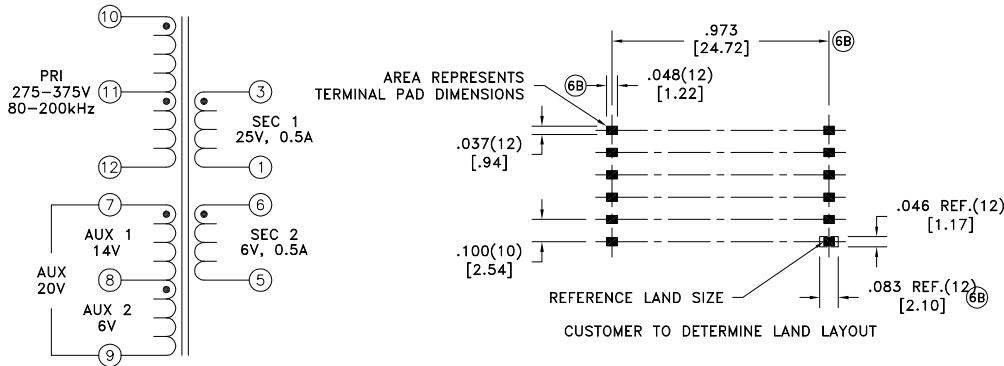 10
PRI
275-375V
80-200kHz
11
12
3
SEC 1
25V, 0.5A
1
7
AUX 1
14V
AUX
20V
8
AUX 2
6V
9
6
SEC 2
6V, 0.5A
5
.973
[24.72]
6B
AREA REPRESENTS
TERMINAL PAD DIMENSIONS
6B
.048(12)
[1.22]
.037(12)
[.94]
.100(10)
[2.54]
.046 REF.(12)
[1.17]
REFERENCE LAND SIZE
.083 REF.(12)
[2.10]
6B
CUSTOMER TO DETERMINE LAND LAYOUT